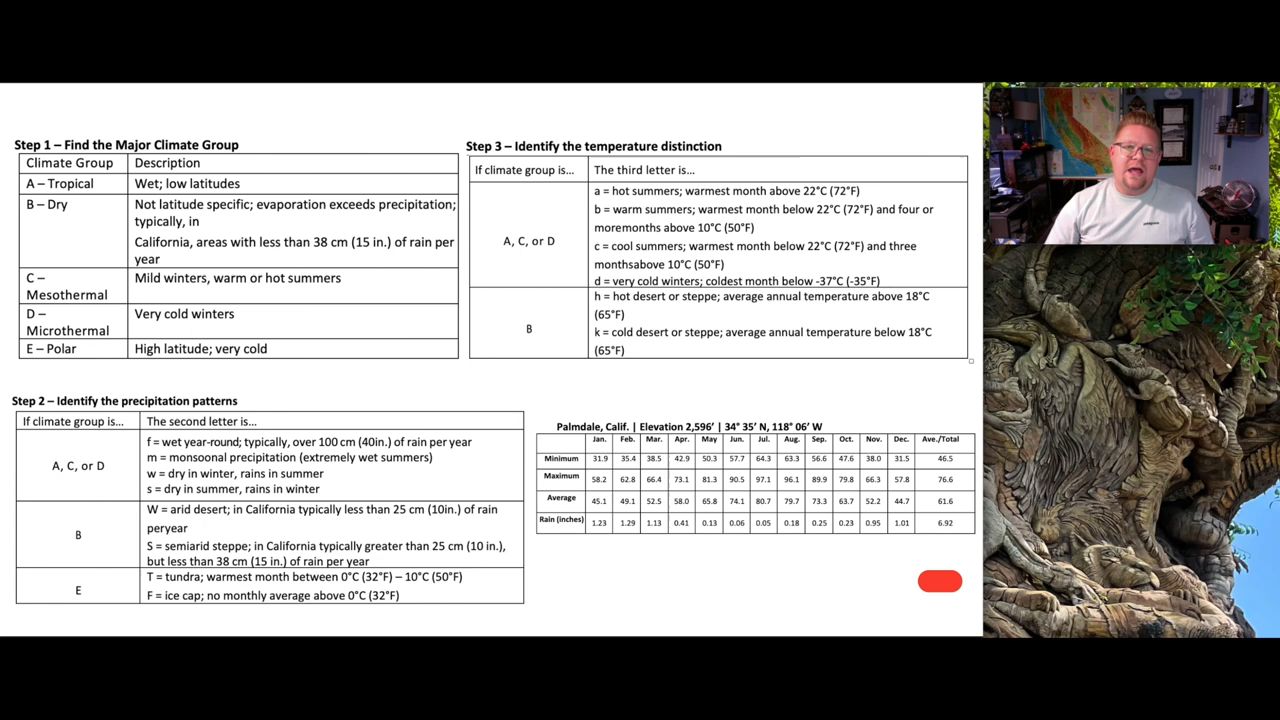 Step 1 – Find the Major Climate Group
Climate Group Description
A – Tropical Wet; low latitudes
B – Dry Not latitude specific; evaporation exceeds precipitation;
typically, in
California, areas with less than 38 cm (15 in.) of rain per
year
C – Mild winters, warm or hot summers
Mesothermal
D – Very cold winters
Microthermal
E – Polar High latitude; very cold
Step 3 – Identify the temperature distinction
If climate group is... The third letter is...
A, C, or D
a = hot summers; warmest month above 22°C (72°F)
b = warm summers; warmest month below 22°C (72°F) and four or
moremonths above 10°C (50°F)
c = cool summers; warmest month below 22°C (72°F) and three
monthsabove 10°C (50°F)
d = very cold winters; coldest month below -37°C (-35°F)
B
h = hot desert or steppe; average annual temperature above 18°C
(65°F)
k = cold desert or steppe; average annual temperature below 18°C
(65°F)
Step 2 – Identify the precipitation patterns
If climate group is... The second letter is...
A, C, or D
f = wet year-round; typically, over 100 cm (40in.) of rain per year
m = monsoonal precipitation (extremely wet summers)
w = dry in winter, rains in summer
s = dry in summer, rains in winter
B
W = arid desert; in California typically less than 25 cm (10in.) of rain
peryear
S = semiarid steppe; in California typically greater than 25 cm (10 in.),
but less than 38 cm (15 in.) of rain per year
E
T = tundra; warmest month between 0°C (32°F) – 10°C (50°F)
F = ice cap; no monthly average above 0°C (32°F)
Palmdale, Calif. | Elevation 2,596’ | 34° 35’ N, 118° 06’ W
Jan. Feb. Mar. Apr. May Jun. Jul. Aug. Sep. Oct. Nov. Dec. Ave./Total
Minimum 31.9 35.4 38.5 42.9 50.3 57.7 64.3 63.3 56.6 47.6 38.0 31.5 46.5
Maximum 58.2 62.8 66.4 73.1 81.3 90.5 97.1 96.1 89.9 79.8 66.3 57.8 76.6
Average 45.1 49.1 52.5 58.0 65.8 74.1 80.7 79.7 73.3 63.7 52.2 44.7 61.6
Rain (inches) 1.23 1.29 1.13 0.41 0.13 0.06 0.05 0.18 0.25 0.23 0.95 1.01 6.92